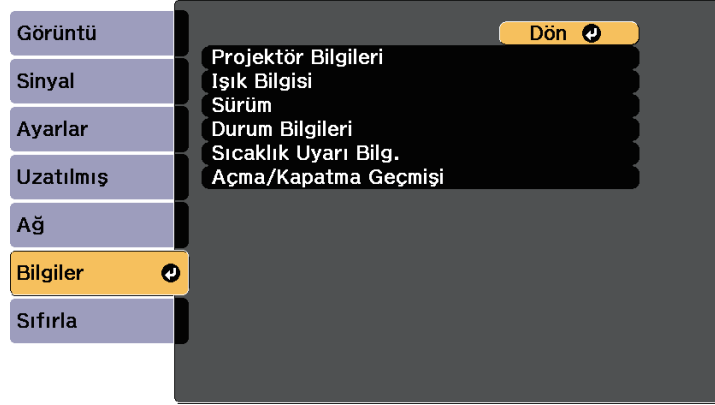 Görüntü
Sinyal
Ayarlar
Uzatılmış
Ağ
Bilgiler
Sıfırla
Dön
Projektör Bilgileri
Işık Bilgisi
Sürüm
Durum Bilgileri
Sıcaklık Uyarı Bilg.
Açma/Kapatma Geçmişi